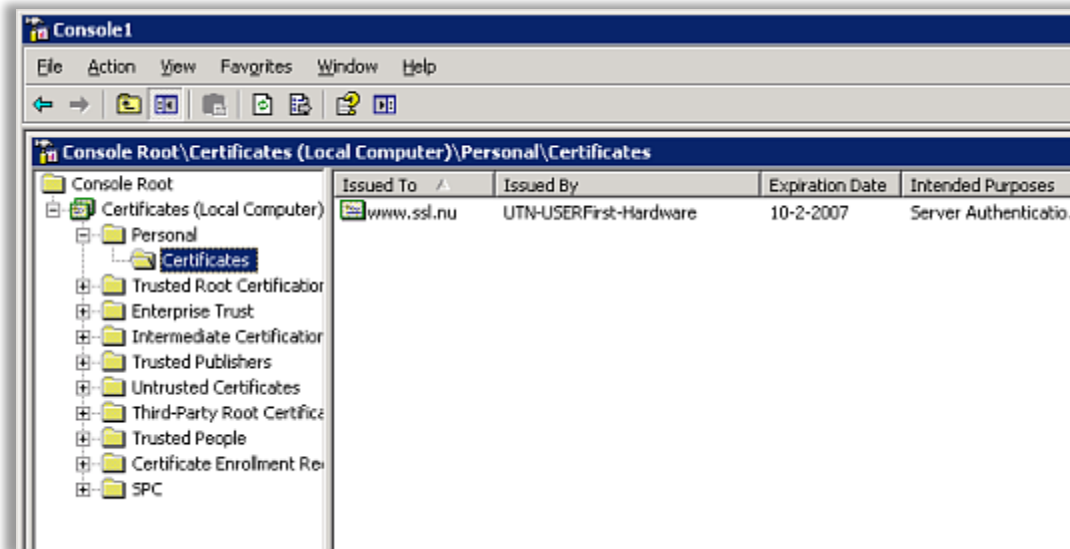 Console1
File Action View Favorites Window Help
Console Root\Certificates (Local Computer)\Personal\Certificates
Console Root
Certificates (Local Computer)
Personal
Certificates
Trusted Root Certification
Enterprise Trust
Intermediate Certification
Trusted Publishers
Untrusted Certificates
Third-Party Root Certifica
Trusted People
Certificate Enrollment Re
SPC
Issued To Issued By Expiration Date Intended Purposes
www.ssl.nu UTN-USERFirst-Hardware 10-2-2007 Server Authenticatio.